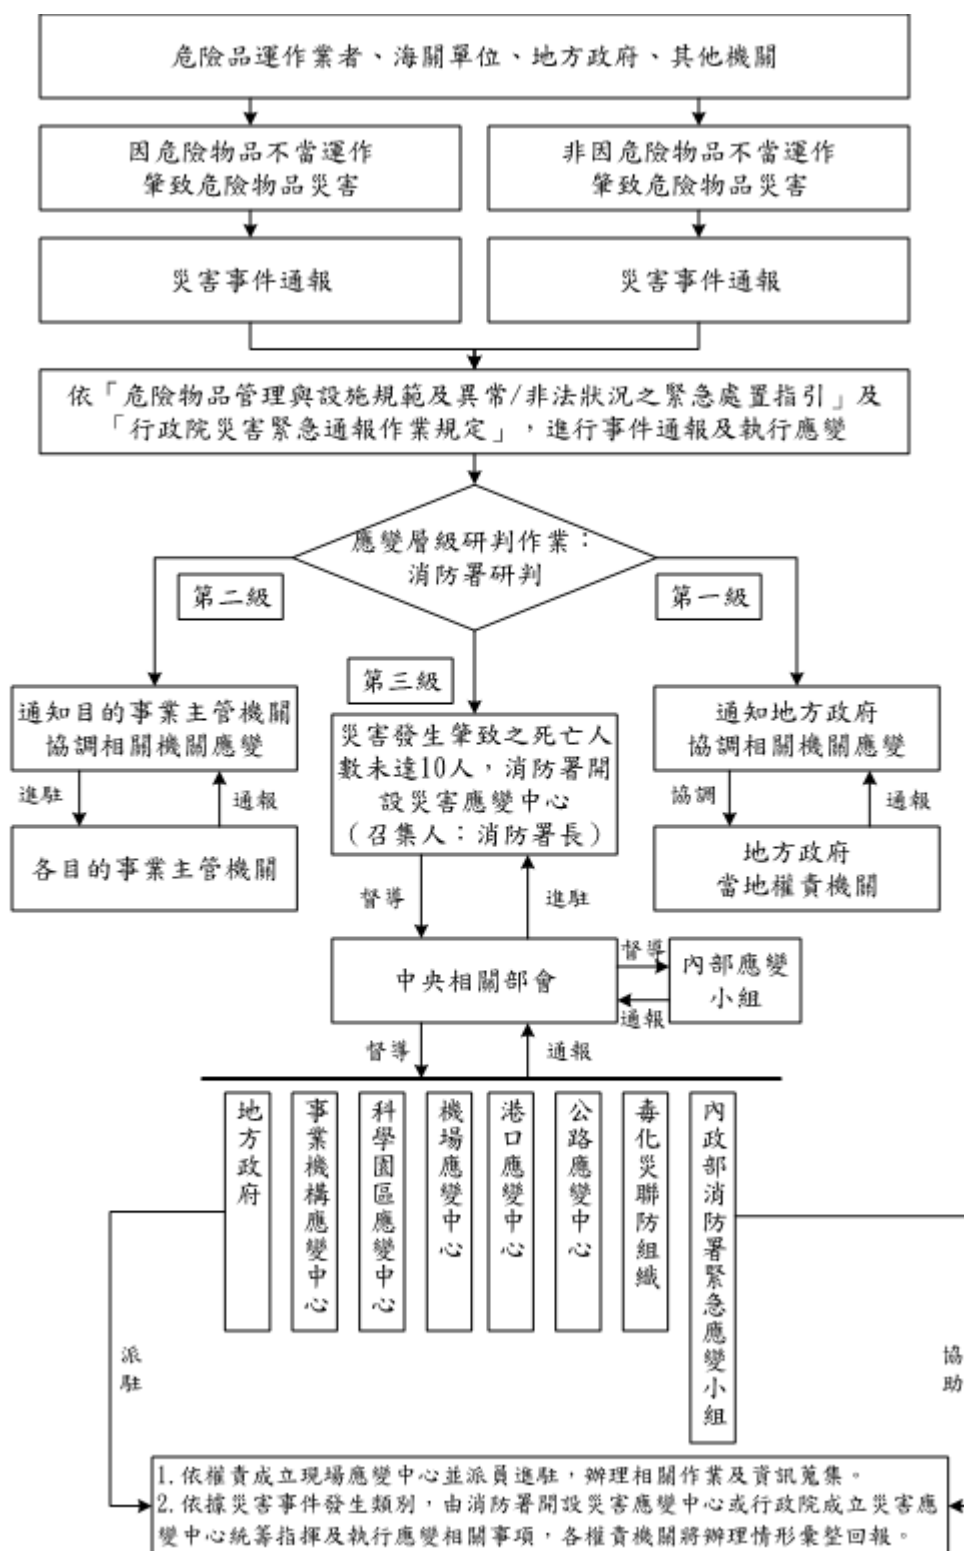 危險品運作業者、海關單位、地方政府、其他機關
因危險物品不當運作
肇致危險物品災害
非因危險物品不當運作
肇致危險物品災害
災害事件通報
災害事件通報
依「危險物品管理與設施規範及異常/非法狀況之緊急處置指引」及
「行政院災害緊急通報作業規定」，進行事件通報及執行應變
應變層級研判作業：
消防署研判
第二級
第一級
第三級
通知目的事業主管機關
協調相關機關應變
災害發生肇致之死亡人
數未達10人，消防署開
設災害應變中心
（召集人：消防署長）
通知地方政府
協調相關機關應變
進駐
通報
協調
通報
各目的事業主管機關
地方政府
當地權責機關
督導
進駐
中央相關部會
督導
通報
內部應變
小組
督導
通報
地方政府
事業機構應變中心
科學園區應變中心
機場應變中心
港口應變中心
公路應變中心
毒化災聯防組織
內政部消防署緊急應變小組
派駐
協助
1.依權責成立現場應變中心並派員進駐，辦理相關作業及資訊蒐集。
2.依據災害事件發生類別，由消防署開設災害應變中心或行政院成立災害應
變中心統籌指揮及執行應變相關事項，各權責機關將辦理情形彙整回報。